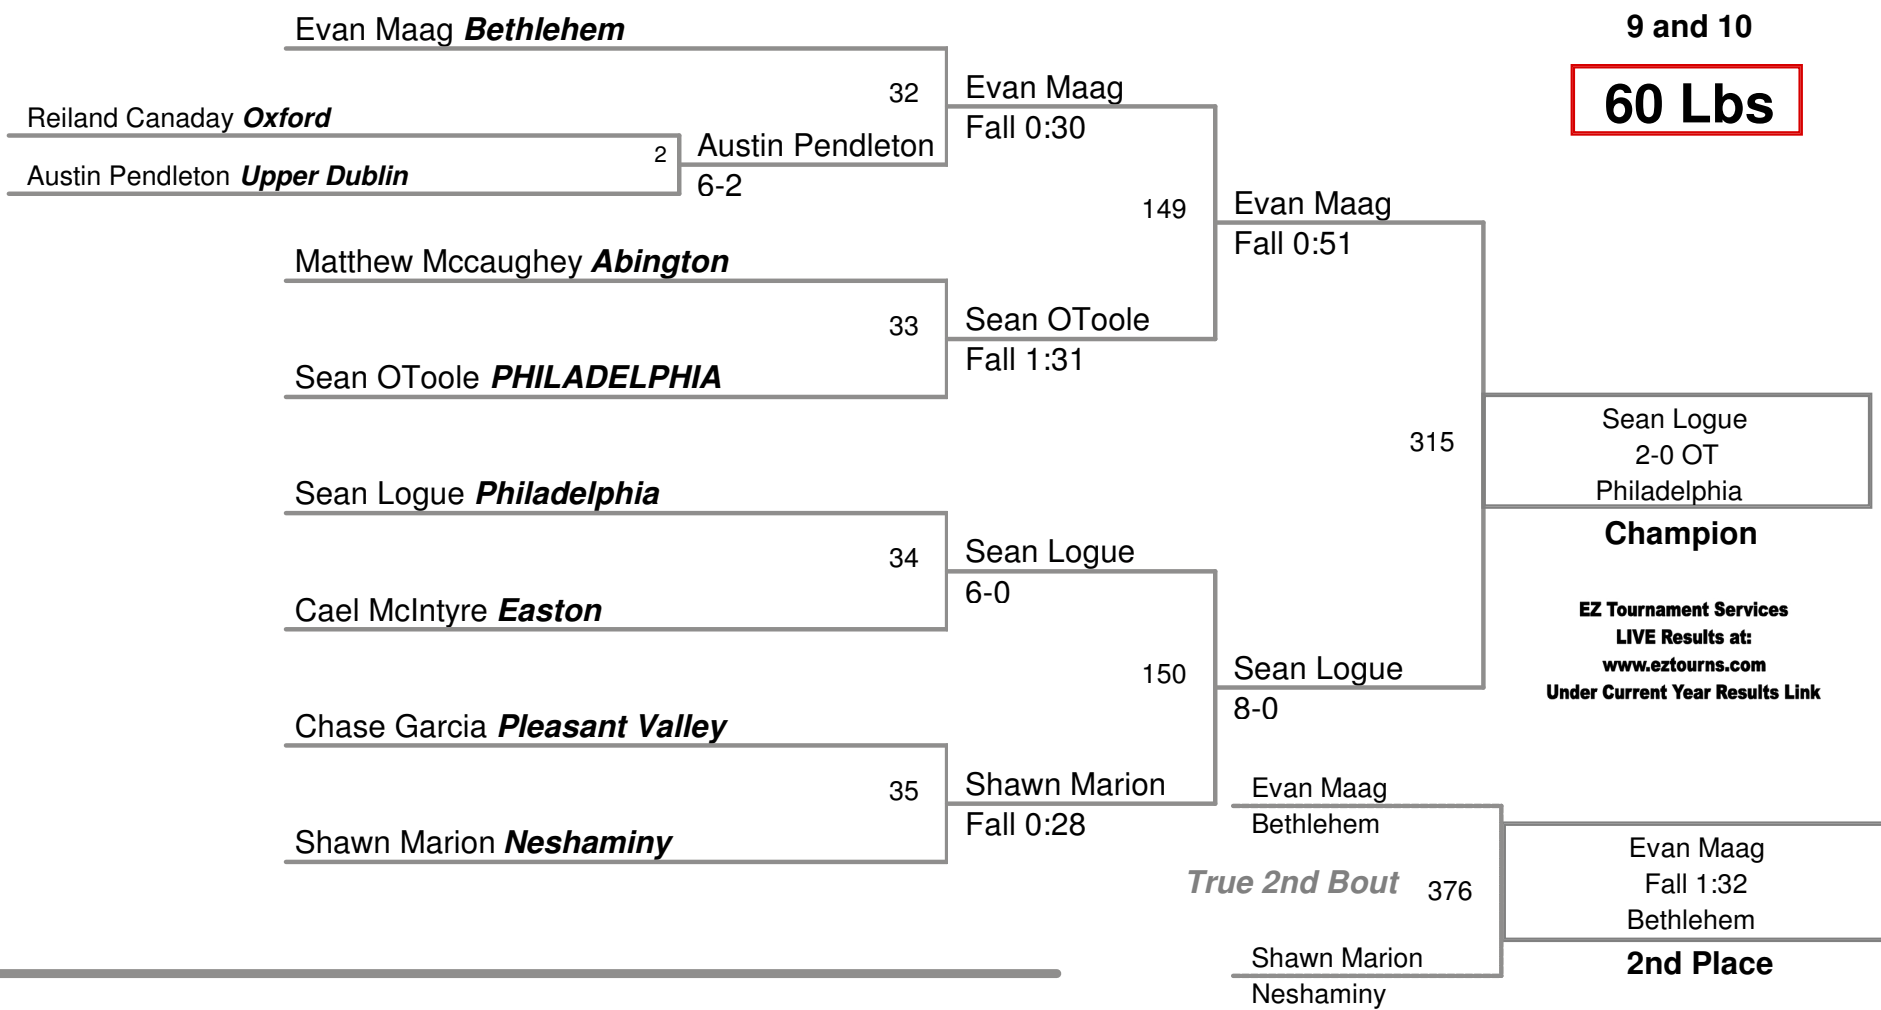 Evan Maag Bethlehem
9 and 10
60 Lbs
32
Evan Maag
Fall 0:30
Reiland Canaday Oxford
2
Austin Pendleton
6-2
Austin Pendleton Upper Dublin
149
Evan Maag
Fall 0:51
Matthew Mccaughey Abington
33
Sean OToole
Fall 1:31
Sean OToole PHILADELPHIA
315
Sean Logue
2-0 OT
Philadelphia
Champion
Sean Logue Philadelphia
34
Sean Logue
6-0
Cael McIntyre Easton
EZ Tournament Services
LIVE Results at:
www.eztourns.com
Under Current Year Results Link
150
Sean Logue
8-0
Chase Garcia Pleasant Valley
35
Shawn Marion
Fall 0:28
Shawn Marion Neshaminy
Evan Maag
Bethlehem
True 2nd Bout
376
Evan Maag
Fall 1:32
Bethlehem
2nd Place
Shawn Marion
Neshaminy